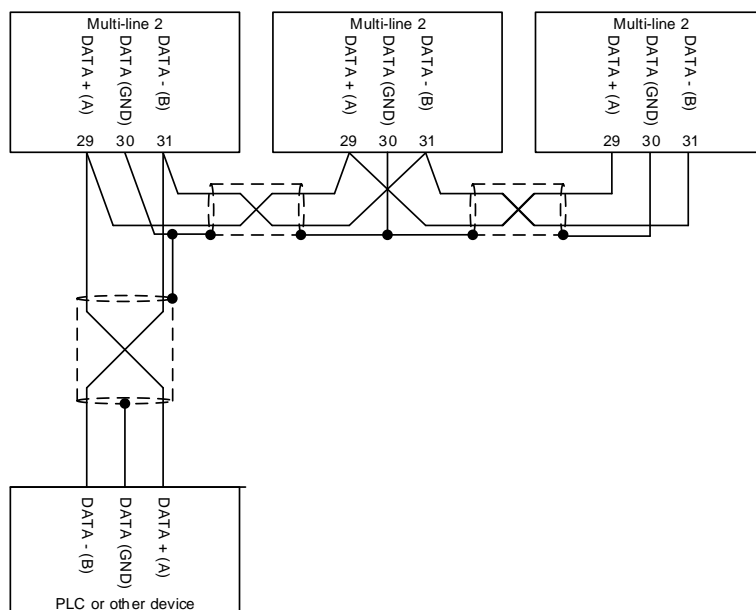 Multi-line 2
DATA + (A)
DATA (GND)
DATA - (B)
29 30 31
Multi-line 2
DATA + (A)
DATA (GND)
DATA - (B)
29 30 31
Multi-line 2
DATA + (A)
DATA (GND)
DATA - (B)
29 30 31
DATA - (B)
DATA (GND)
DATA + (A)
PLC or other device